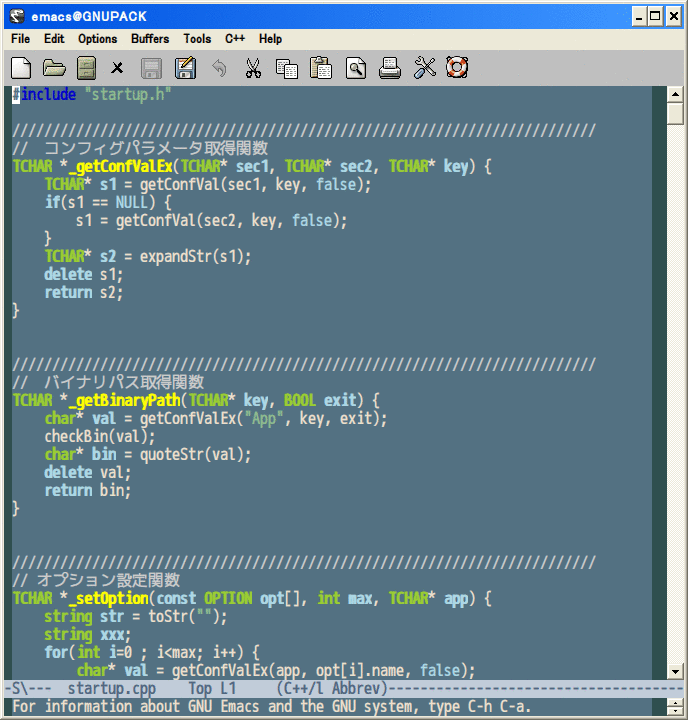 emacs@GNUPACK
File Edit Options Buffers Tools C++ Help
#include "startup.h"
/////////////////////////////////////////////////////////////////////////
//　コンフィグパラメータ取得関数
TCHAR *_getConfValEx(TCHAR* sec1, TCHAR* sec2, TCHAR* key) {
    TCHAR* s1 = getConfVal(sec1, key, false);
    if(s1 == NULL) {
        s1 = getConfVal(sec2, key, false);
    }
    TCHAR* s2 = expandStr(s1);
    delete s1;
    return s2;
}
/////////////////////////////////////////////////////////////////////////
//　バイナリパス取得関数
TCHAR *_getBinaryPath(TCHAR* key, BOOL exit) {
    char* val = getConfValEx("App", key, exit);
    checkBin(val);
    char* bin = quoteStr(val);
    delete val;
    return bin;
}
/////////////////////////////////////////////////////////////////////////
// オプション設定関数
TCHAR *_setOption(const OPTION opt[], int max, TCHAR* app) {
    string str = toStr("");
    string xxx;
    for(int i=0 ; i<max; i++) {
        char* val = getConfValEx(app, opt[i].name, false);
-S\---  startup.cpp    Top L1     (C++/l Abbrev)-------------------------------------
For information about GNU Emacs and the GNU system, type C-h C-a.